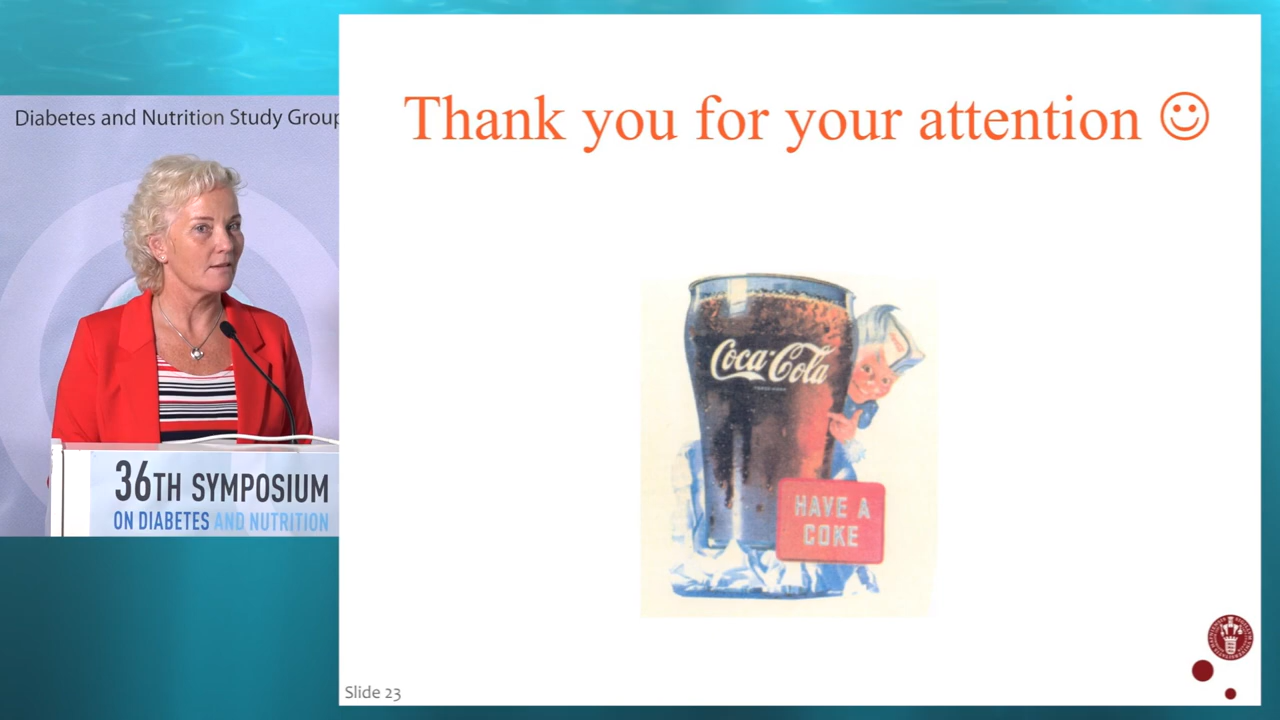 Diabetes and Nutrition Study Group
36TH SYMPOSIUM
ON DIABETES AND NUTRITION
Thank you for your attention ☺
Coca-Cola
HAVE A
COKE
Slide 23